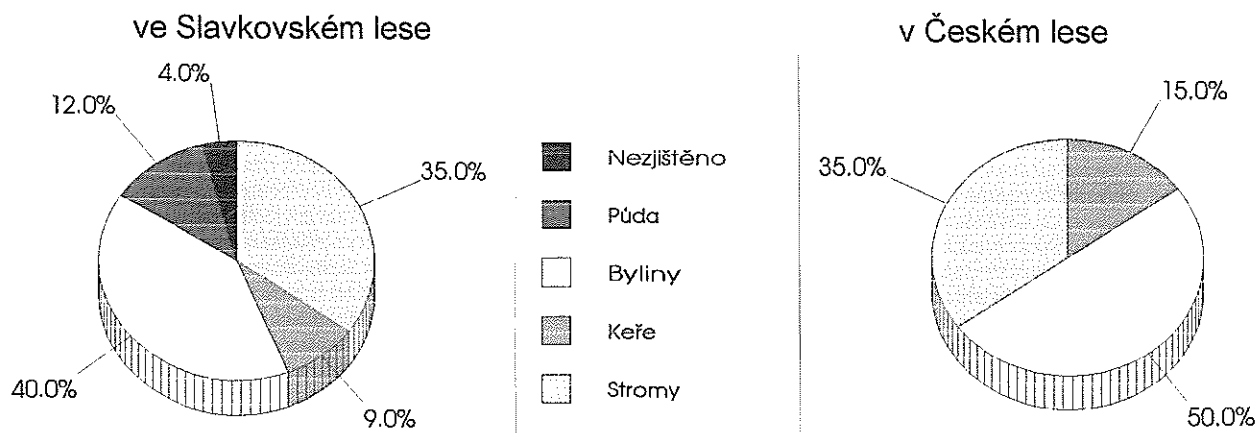 ve Slavkovském lese
4.0%
12.0%
35.0%
40.0%
9.0%
Nezjištěno
Půda
Byliny
Keře
Stromy
v Českém lese
15.0%
35.0%
50.0%